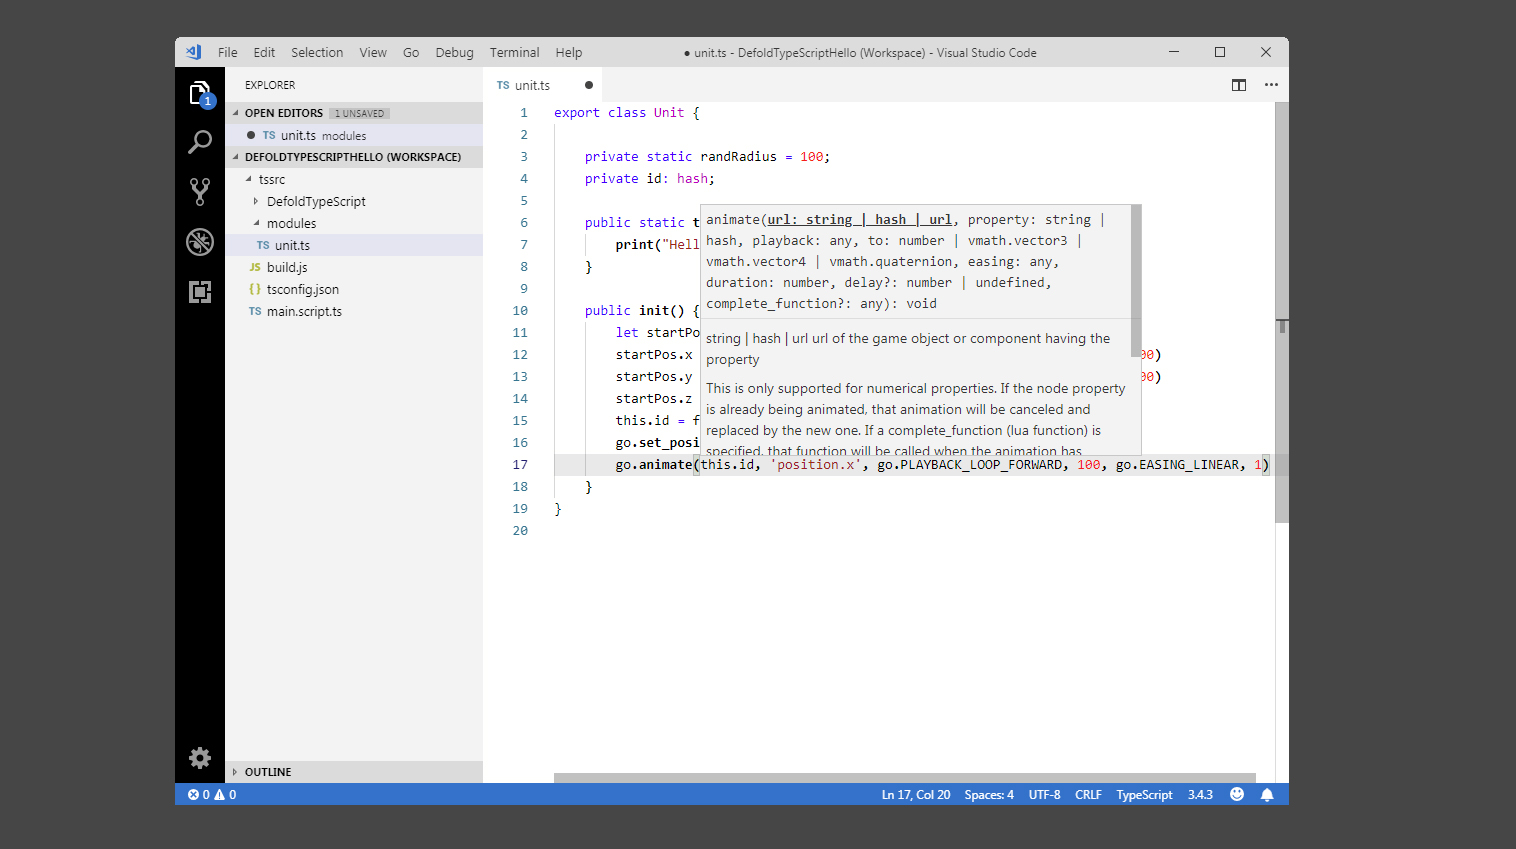 File Edit Selection View Go Debug Terminal Help
● unit.ts - DefoldTypeScriptHello (Workspace) - Visual Studio Code
1
EXPLORER
OPEN EDITORS 1 UNSAVED
TS unit.ts modules
DEFOLDTYPESCRIPTHELLO (WORKSPACE)
tssrc
DefoldTypeScript
modules
TS unit.ts
JS build.js
{} tsconfig.json
TS main.script.ts
OUTLINE
TS unit.ts ●
1 export class Unit {
2
3 private static randRadius = 100;
4 private id: hash;
5
6 public static t
7 print("Hell
8 }
9
10 public init() {
11 let startPo
12 startPos.x 00)
13 startPos.y 00)
14 startPos.z
15 this.id = f
16 go.set_posi
17 go.animate(this.id, 'position.x', go.PLAYBACK_LOOP_FORWARD, 100, go.EASING_LINEAR, 1)
18 }
19 }
20
animate(url: string | hash | url, property: string |
hash, playback: any, to: number | vmath.vector3 |
vmath.vector4 | vmath.quaternion, easing: any,
duration: number, delay?: number | undefined,
complete_function?: any): void
string | hash | url url of the game object or component having the
property
This is only supported for numerical properties. If the node property
is already being animated, that animation will be canceled and
replaced by the new one. If a complete_function (lua function) is
specified, that function will be called when the animation has
0 0
Ln 17, Col 20 Spaces: 4 UTF-8 CRLF TypeScript 3.4.3